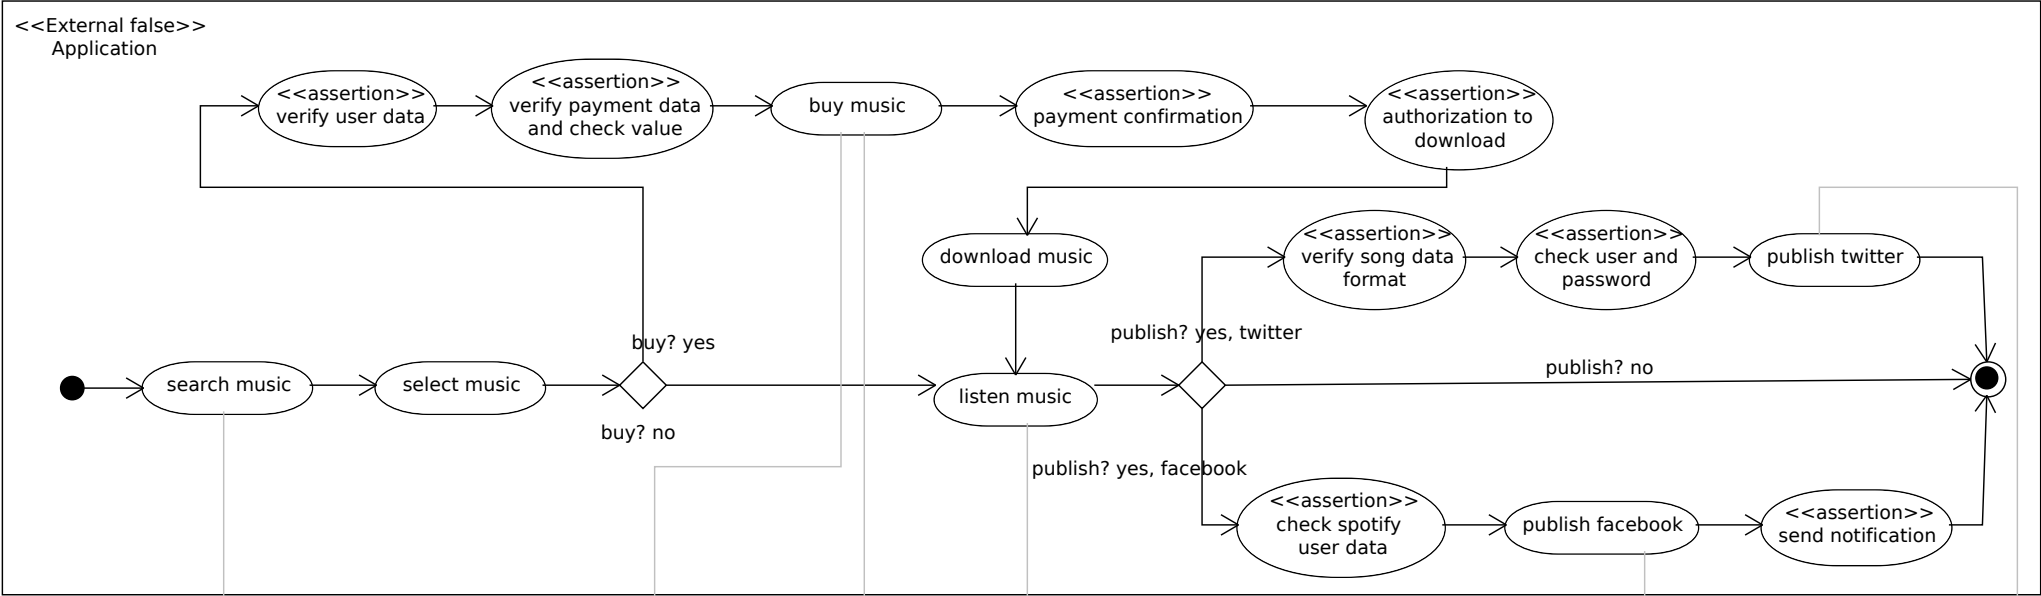 <<External false>>
Application
<<assertion>>
verify user data
<<assertion>>
verify payment data
and check value
buy music
<<assertion>>
payment confirmation
<<assertion>>
authorization to
download
download music
<<assertion>>
verify song data
format
<<assertion>>
check user and
password
publish twitter
buy? yes
publish? yes, twitter
search music
select music
listen music
publish? no
buy? no
publish? yes, facebook
<<assertion>>
check spotify
user data
publish facebook
<<assertion>>
send notification